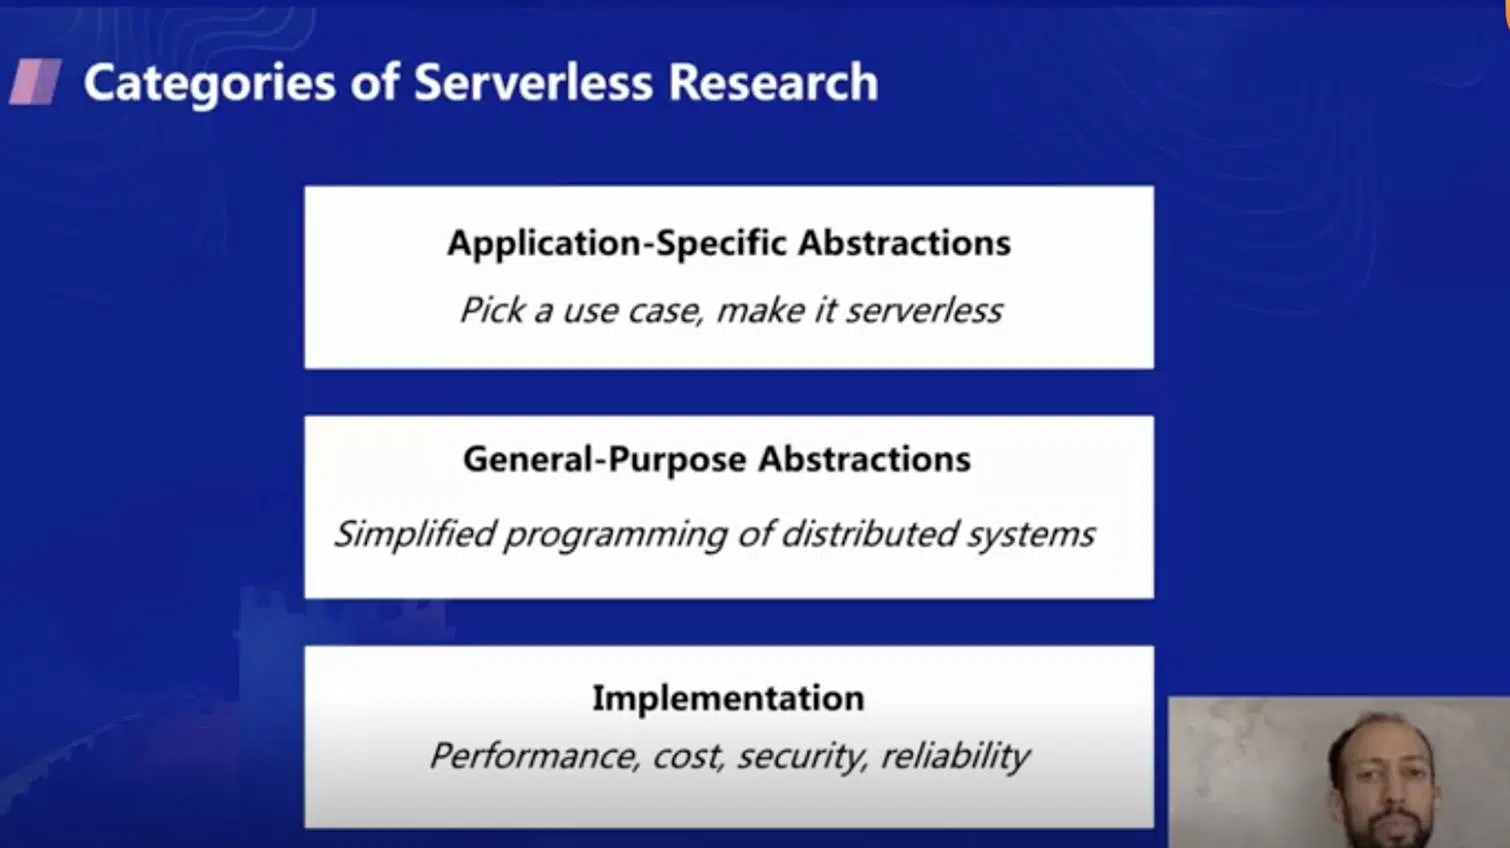 Categories of Serverless Research
Application-Specific Abstractions
Pick a use case, make it serverless
General-Purpose Abstractions
Simplified programming of distributed systems
Implementation
Performance, cost, security, reliability